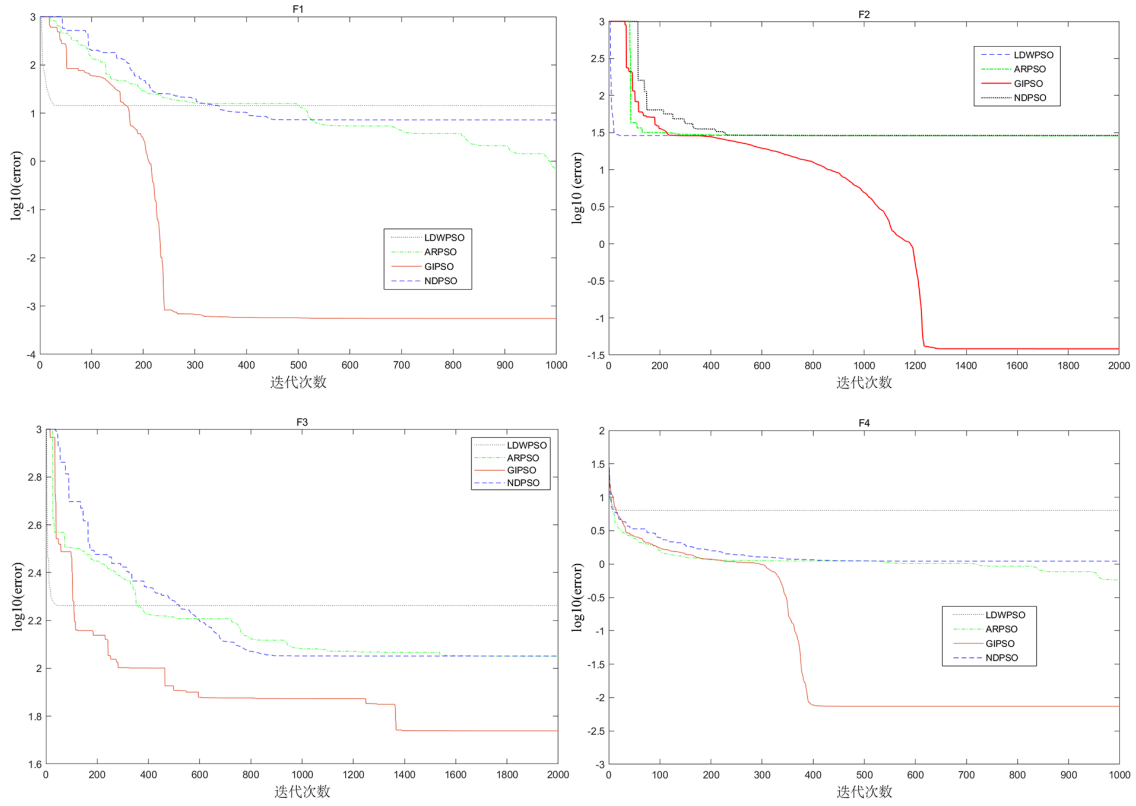 F1
3
2
1
0
-1
-2
-3
-4
log10(error)
LDWPSO
ARPSO
GIPSO
NDPSO
0 100 200 300 400 500 600 700 800 900 1000
迭代次数
F2
3
2.5
2
1.5
1
0.5
0
-0.5
-1
-1.5
log10 (error)
LDWPSO
ARPSO
GIPSO
NDPSO
0 200 400 600 800 1000 1200 1400 1600 1800 2000
迭代次数
F3
3
2.8
2.6
2.4
2.2
2
1.8
1.6
log10(error)
LDWPSO
ARPSO
GIPSO
NDPSO
0 200 400 600 800 1000 1200 1400 1600 1800 2000
迭代次数
F4
2
1.5
1
0.5
0
-0.5
-1
-1.5
-2
-2.5
-3
log10(error)
LDWPSO
ARPSO
GIPSO
NDPSO
0 100 200 300 400 500 600 700 800 900 1000
迭代次数